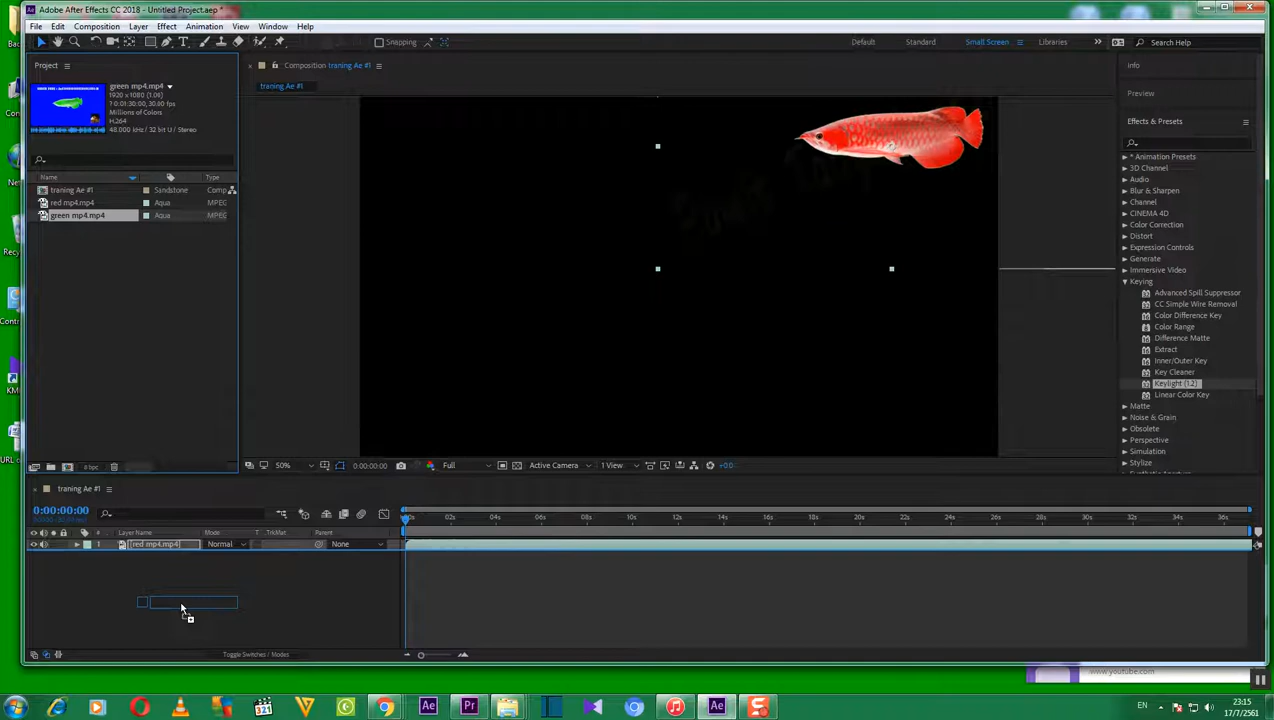 Adobe After Effects CC 2018 - Untitled Project.aep *
File Edit Composition Layer Effect Animation View Window Help
Snapping
Default Standard Small Screen Libraries Search Help
Project
green mp4.mp4
1920 x 1080 (1.06)
? 0:01:30:00, 30.00 fps
Millions of Colors
H.264
48.000 kHz / 32 bit U / Stereo
Name Type
traning Ae #1 Sandstone Comp
red mp4.mp4 Aqua MPEG
green mp4.mp4 Aqua MPEG
8 bpc
Composition traning Ae #1
traning Ae #1
50% 0:00:00:00 Full Active Camera 1 View +0.0
Info
Preview
Effects & Presets
* Animation Presets
3D Channel
Audio
Blur & Sharpen
Channel
CINEMA 4D
Color Correction
Distort
Expression Controls
Generate
Immersive Video
Keying
Advanced Spill Suppressor
CC Simple Wire Removal
Color Difference Key
Color Range
Difference Matte
Extract
Inner/Outer Key
Key Cleaner
Keylight (1.2)
Linear Color Key
Matte
Noise & Grain
Obsolete
Perspective
Simulation
Stylize
traning Ae #1
0:00:00:00
02s 04s 06s 08s 10s 12s 14s 16s 18s 20s 22s 24s 26s 28s 30s 32s 34s 36s
# Layer Name Mode T .TrkMat Parent
1 [red mp4.mp4] Normal None
Toggle Switches / Modes
www.youtube.com
EN 23:15
17/7/2561